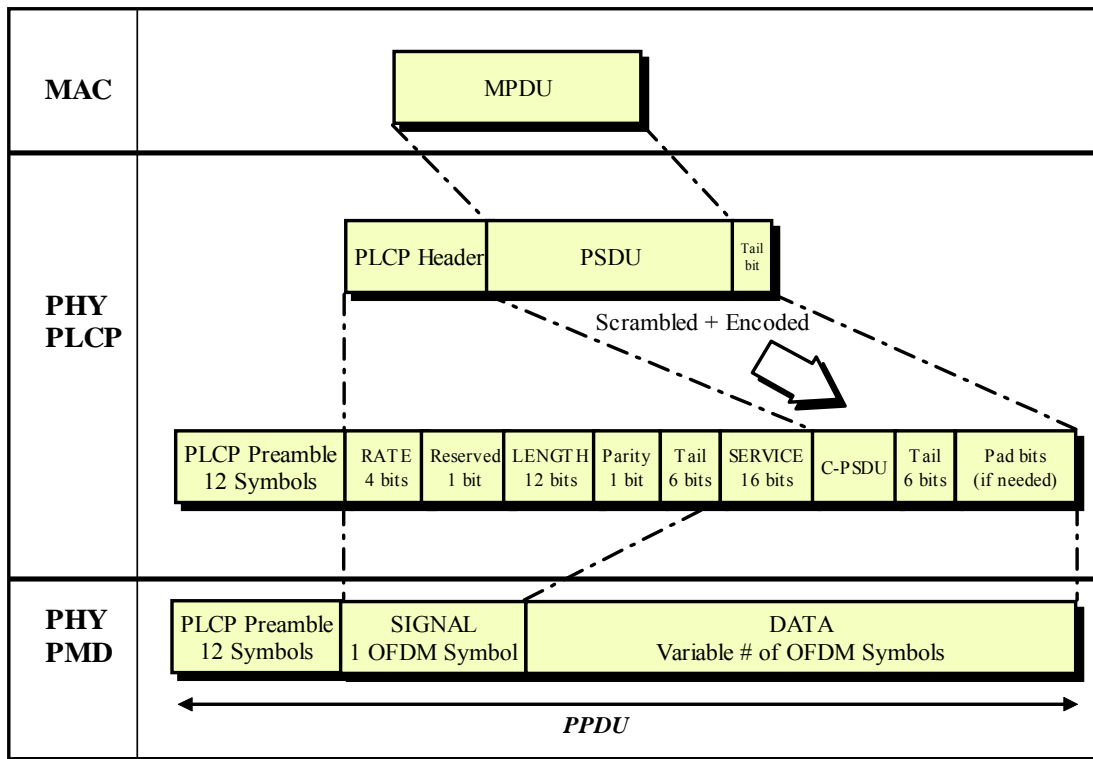 MAC
MPDU
PHY
PLCP
PLCP Header
PSDU
Tail
bit
Scrambled + Encoded
PLCP Preamble
12 Symbols
RATE
4 bits
Reserved
1 bit
LENGTH
12 bits
Parity
1 bit
Tail
6 bits
SERVICE
16 bits
C-PSDU
Tail
6 bits
Pad bits
(if needed)
PHY
PMD
PLCP Preamble
12 Symbols
SIGNAL
1 OFDM Symbol
DATA
Variable # of OFDM Symbols
PPDU